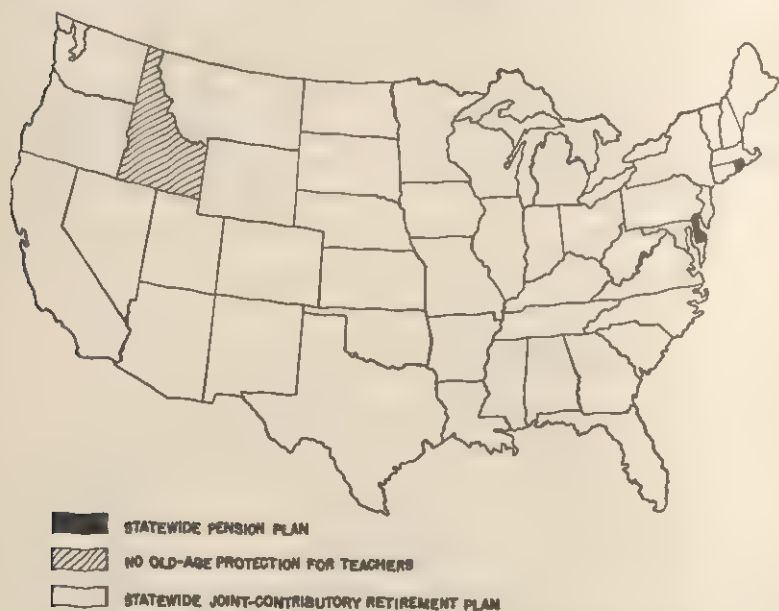 STATEWIDE PENSION PLAN
NO OLD-AGE PROTECTION FOR TEACHERS
STATEWIDE JOINT-CONTRIBUTORY RETIREMENT PLAN